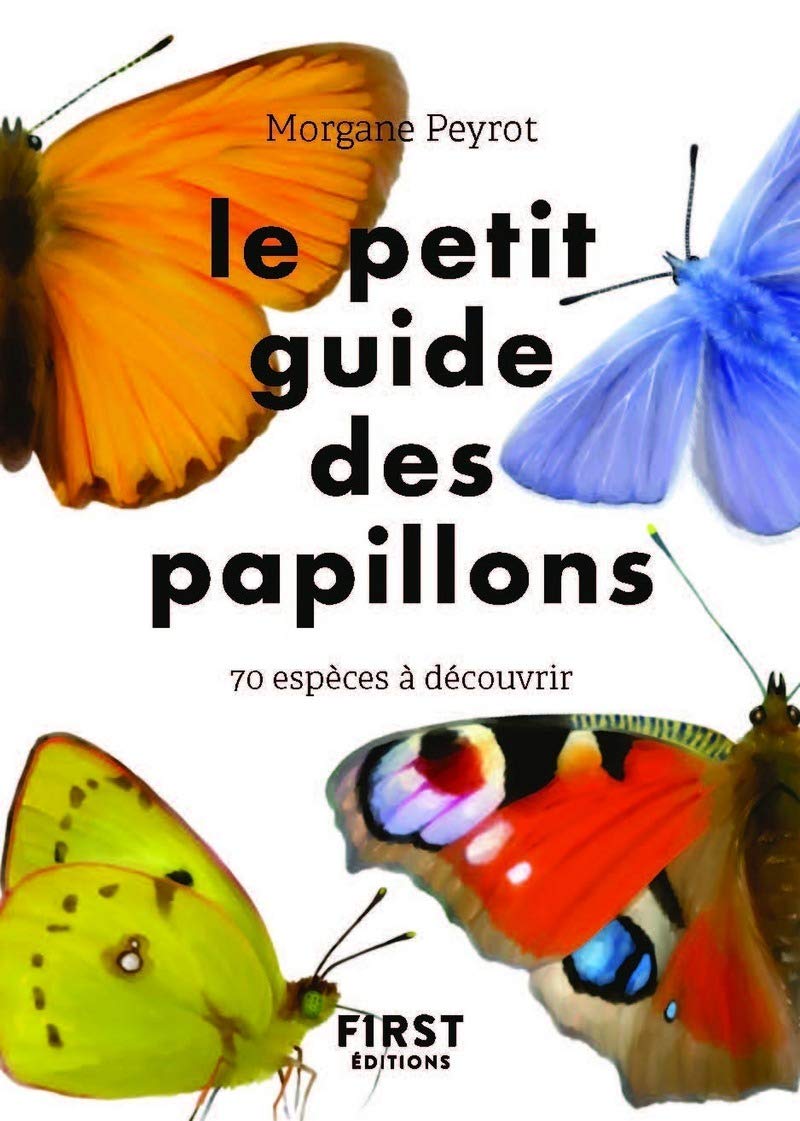 Morgane Peyrot
le petit
guide
des
papillons
70 espèces à découvrir
F1RST
ÉDITIONS